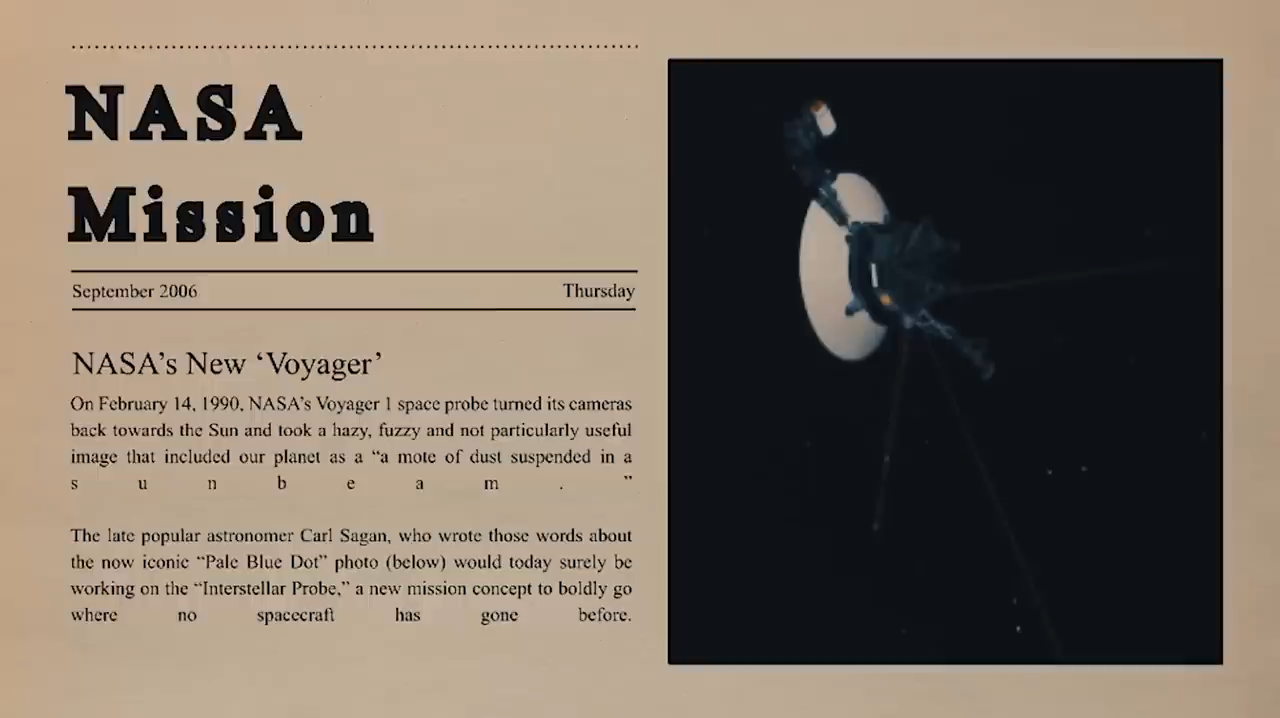 NASA
Mission
September 2006 Thursday
NASA's New ‘Voyager’
On February 14, 1990, NASA's Voyager 1 space probe turned its cameras
back towards the Sun and took a hazy, fuzzy and not particularly useful
image that included our planet as a “a mote of dust suspended in a
s u n b e a m . ”
The late popular astronomer Carl Sagan, who wrote those words about
the now iconic “Pale Blue Dot” photo (below) would today surely be
working on the “Interstellar Probe,” a new mission concept to boldly go
where no spacecraft has gone before.